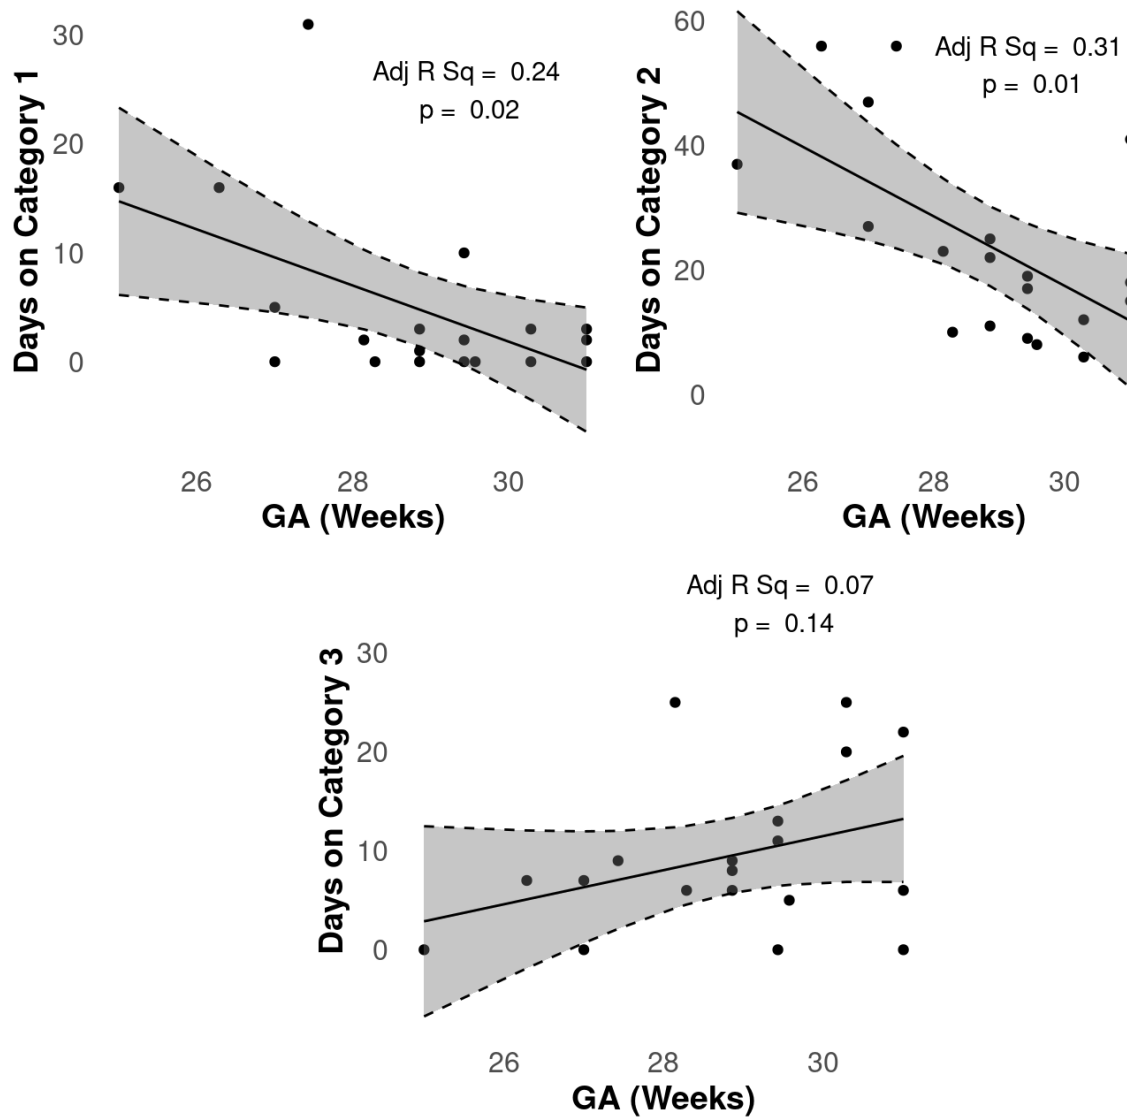 Days on Category 1
30
20
10
0
Adj R Sq = 0.24
p = 0.02
26 28 30
GA (Weeks)
Days on Category 2
60
40
20
0
Adj R Sq = 0.31
p = 0.01
26 28 30
GA (Weeks)
Adj R Sq = 0.07
p = 0.14
Days on Category 3
30
20
10
0
26 28 30
GA (Weeks)